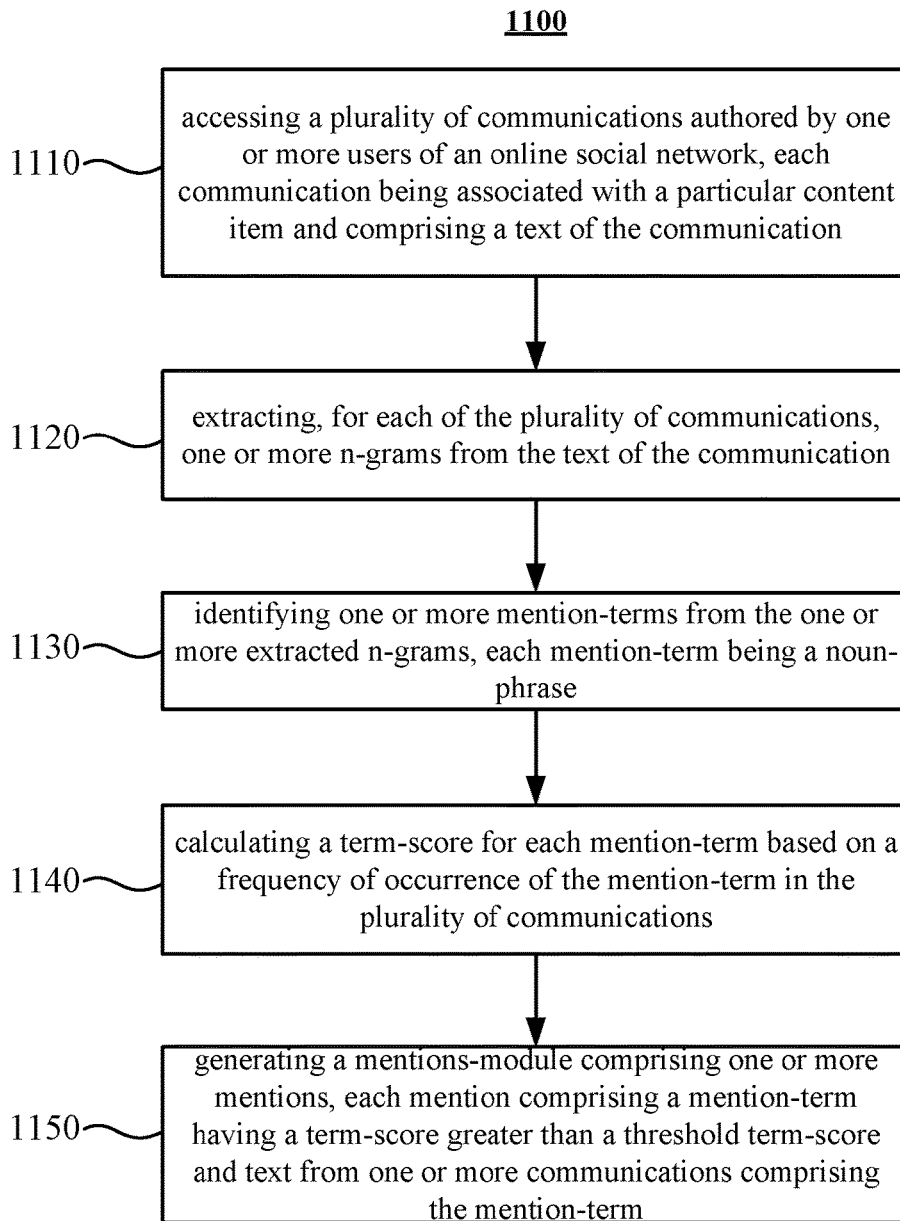 1100
1110
accessing a plurality of communications authored by one
or more users of an online social network, each
communication being associated with a particular content
item and comprising a text of the communication
1120
extracting, for each of the plurality of communications,
one or more n-grams from the text of the communication
1130
identifying one or more mention-terms from the one or
more extracted n-grams, each mention-term being a noun-
phrase
1140
calculating a term-score for each mention-term based on a
frequency of occurrence of the mention-term in the
plurality of communications
1150
generating a mentions-module comprising one or more
mentions, each mention comprising a mention-term
having a term-score greater than a threshold term-score
and text from one or more communications comprising
the mention-term